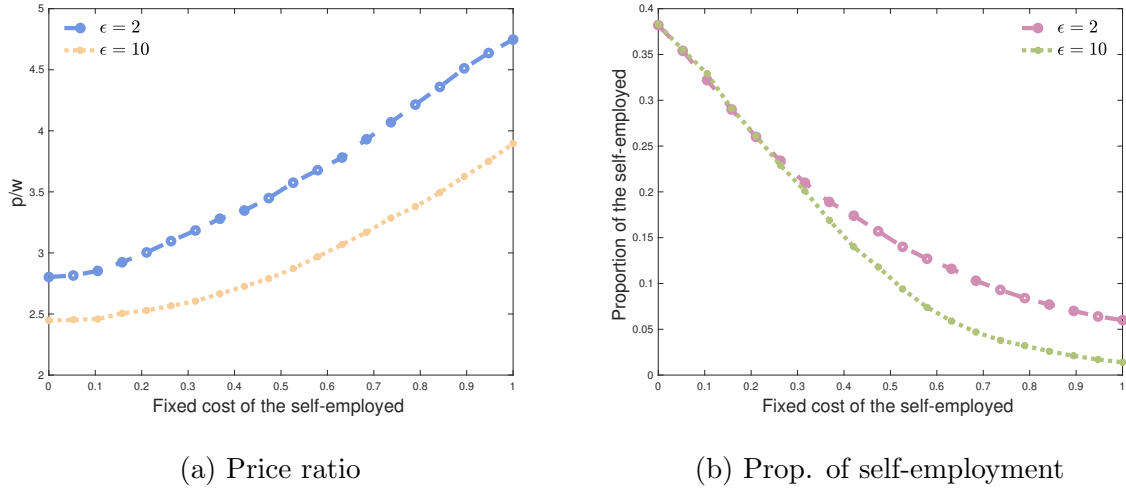 ϵ = 2
ϵ = 10
5
4.5
4
3.5
3
2.5
2
p/w
0 0.1 0.2 0.3 0.4 0.5 0.6 0.7 0.8 0.9 1
Fixed cost of the self-employed
(a) Price ratio
ϵ = 2
ϵ = 10
0.4
0.35
0.3
0.25
0.2
0.15
0.1
0.05
0
Proportion of the self-employed
0 0.1 0.2 0.3 0.4 0.5 0.6 0.7 0.8 0.9 1
Fixed cost of the self-employed
(b) Prop. of self-employment